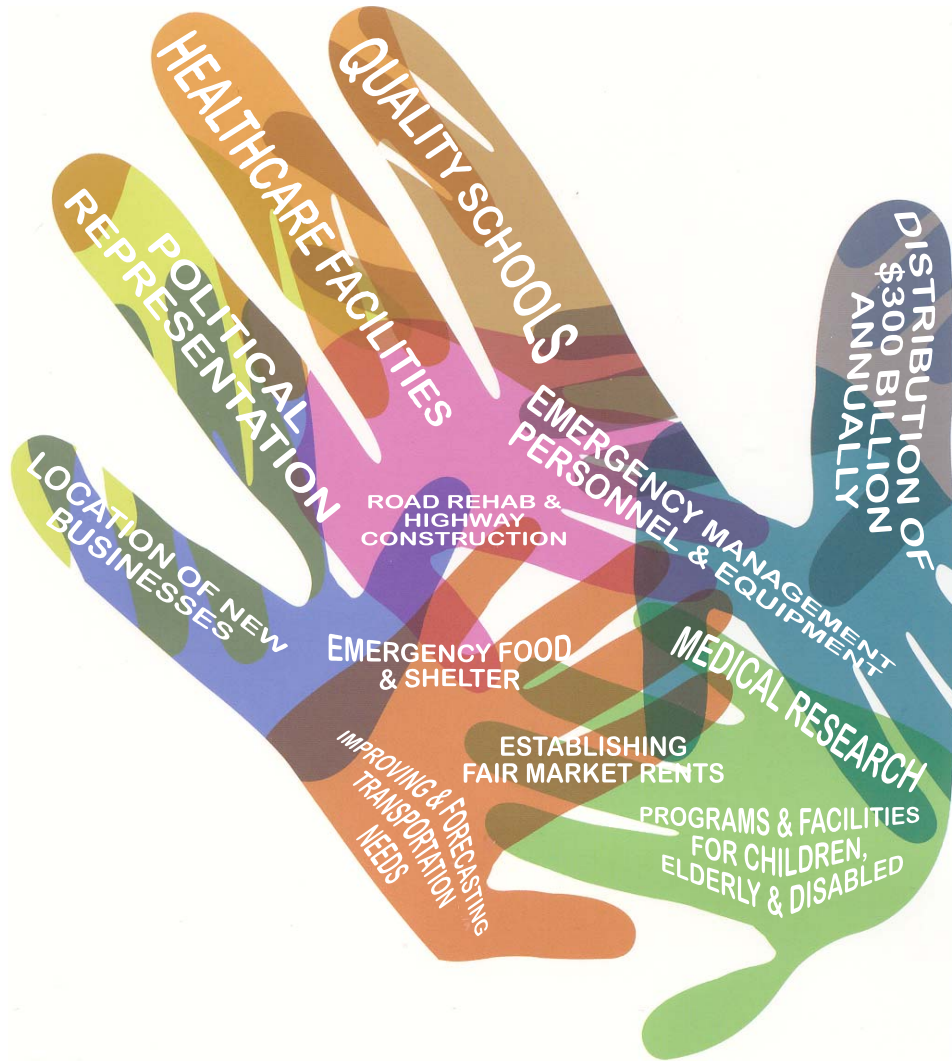 QUALITY SCHOOLS
HEALTHCARE FACILITIES
POLITICAL
REPRESENTATION
LOCATION OF NEW
BUSINESSES
DISTRIBUTION OF
$300 BILLION
ANNUALLY
EMERGENCY MANAGEMENT
PERSONNEL & EQUIPMENT
ROAD REHAB &
HIGHWAY
CONSTRUCTION
EMERGENCY FOOD
& SHELTER
MEDICAL RESEARCH
IMPROVING & FORECASTING
TRANSPORTATION
NEEDS
ESTABLISHING
FAIR MARKET RENTS
PROGRAMS & FACILITIES
FOR CHILDREN,
ELDERLY & DISABLED